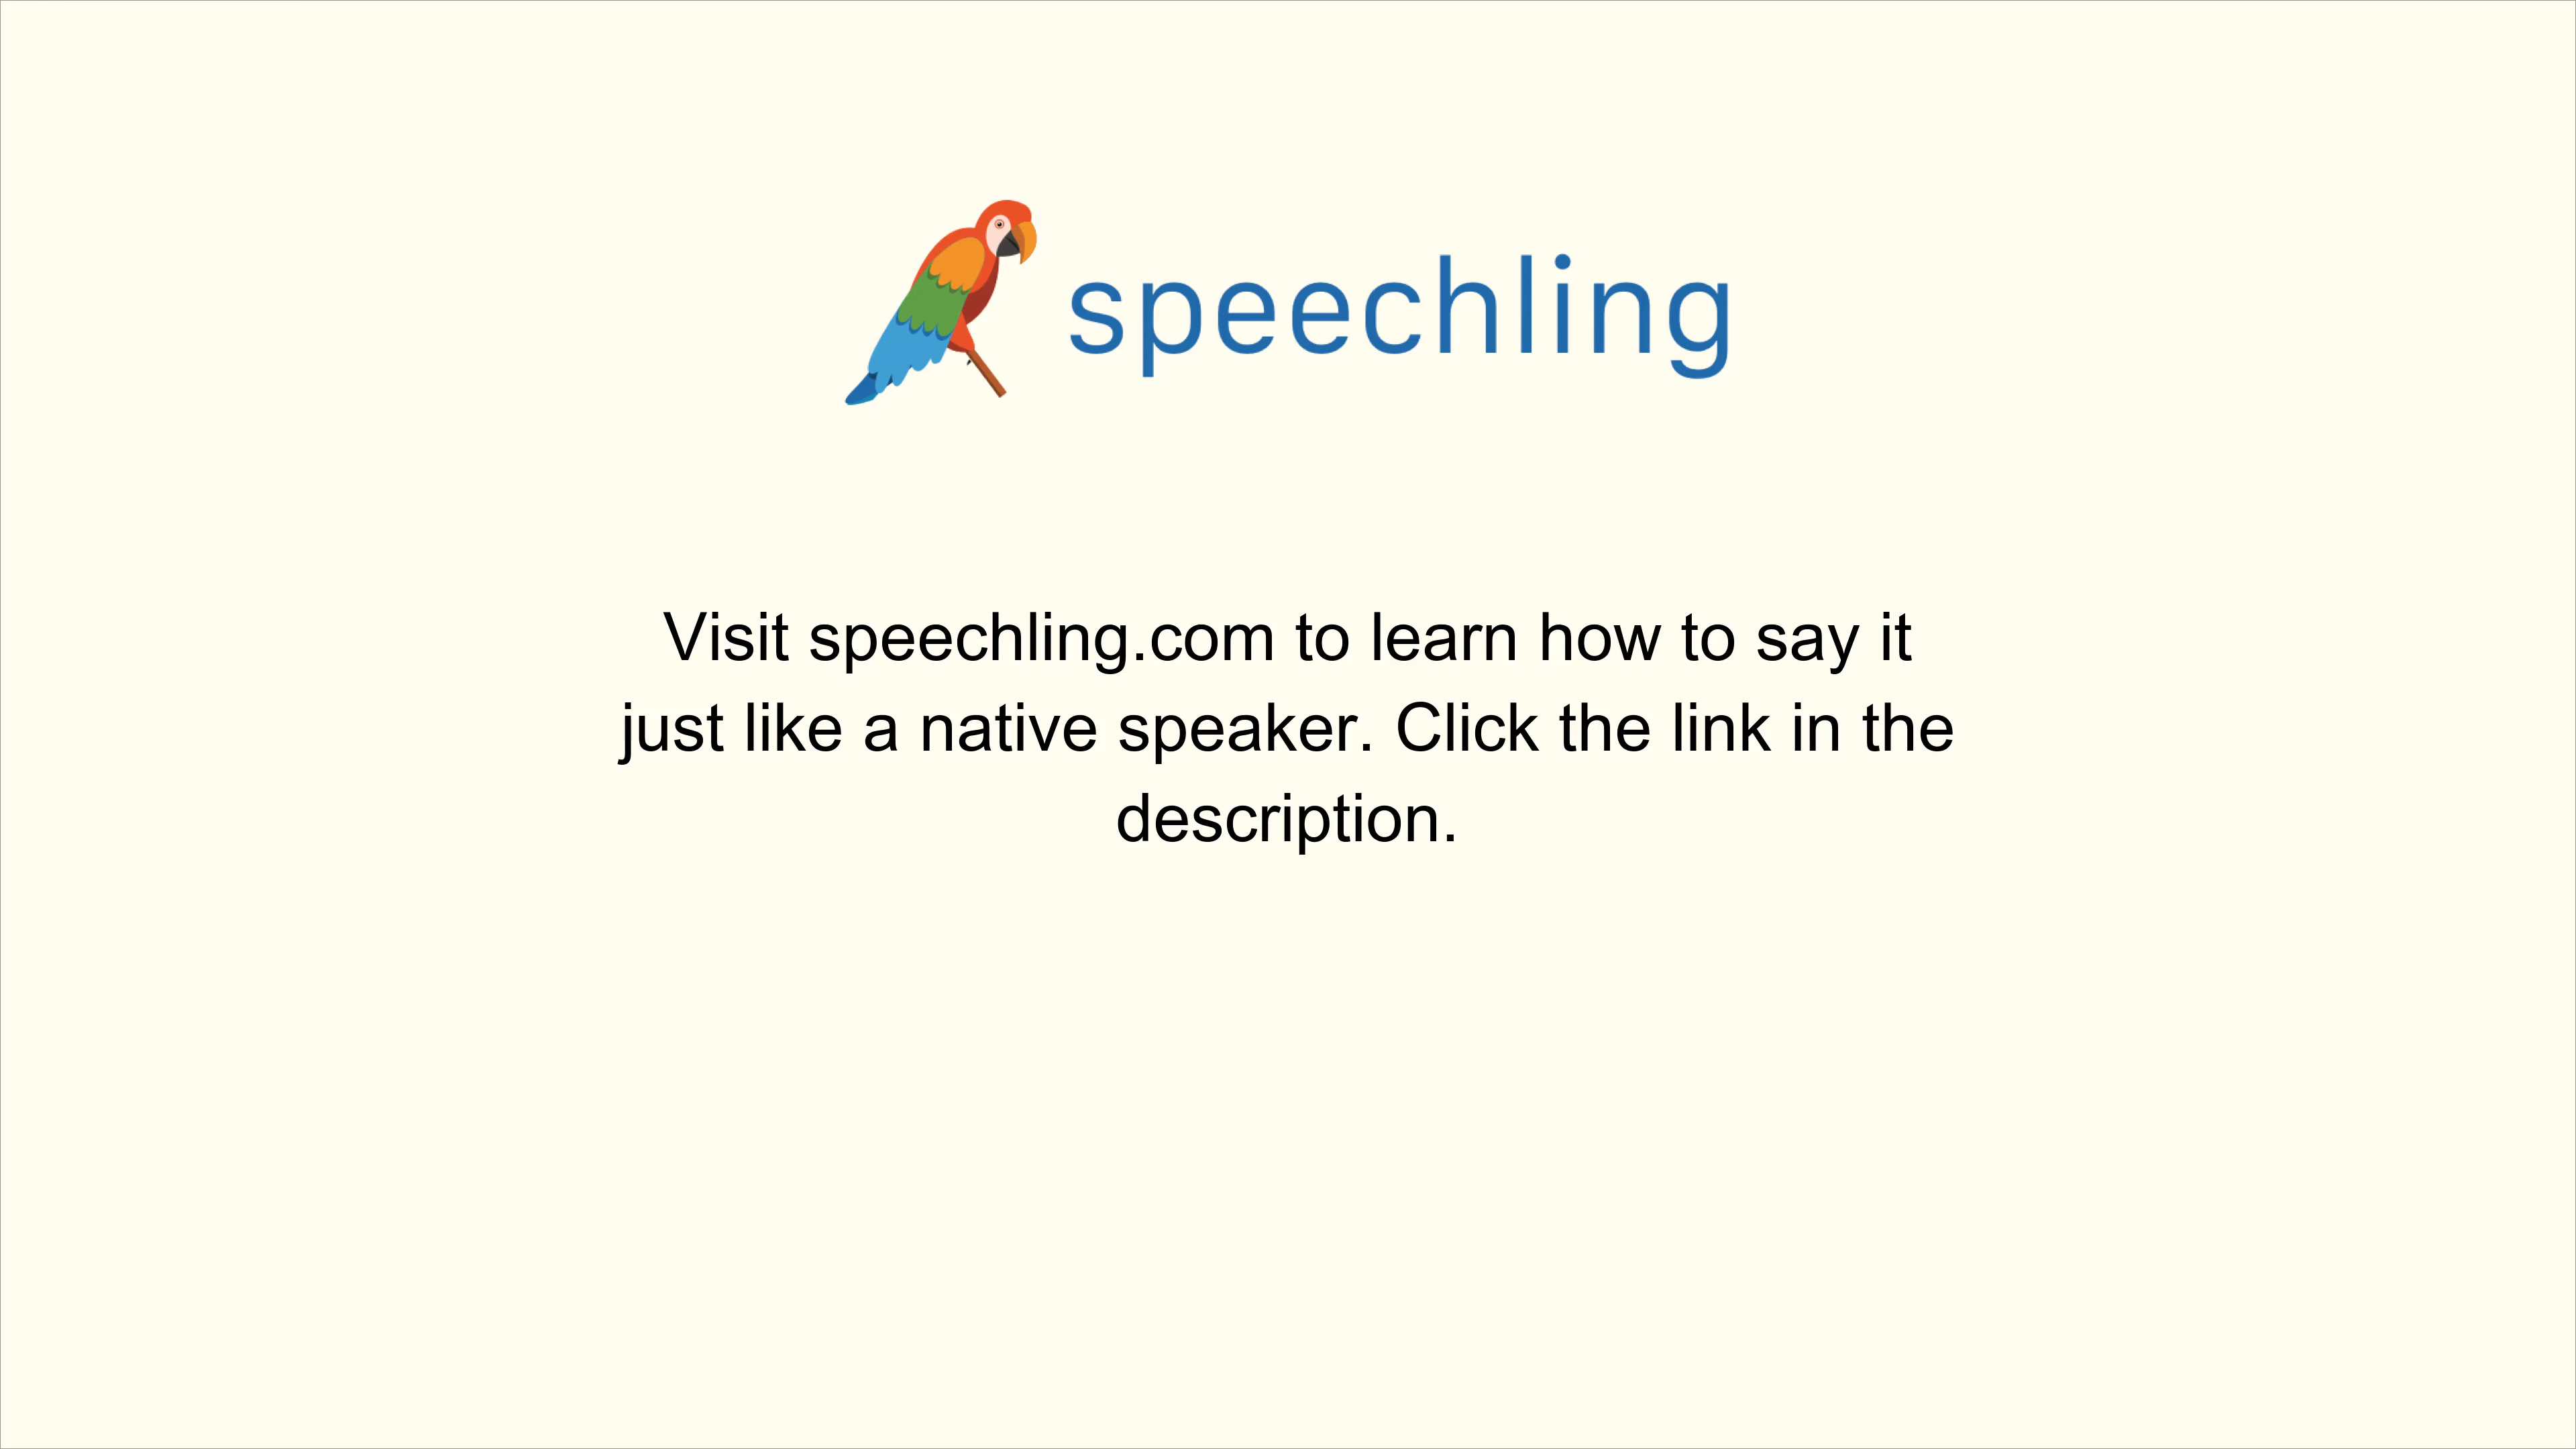 speechling
Visit speechling.com to learn how to say it
just like a native speaker. Click the link in the
description.